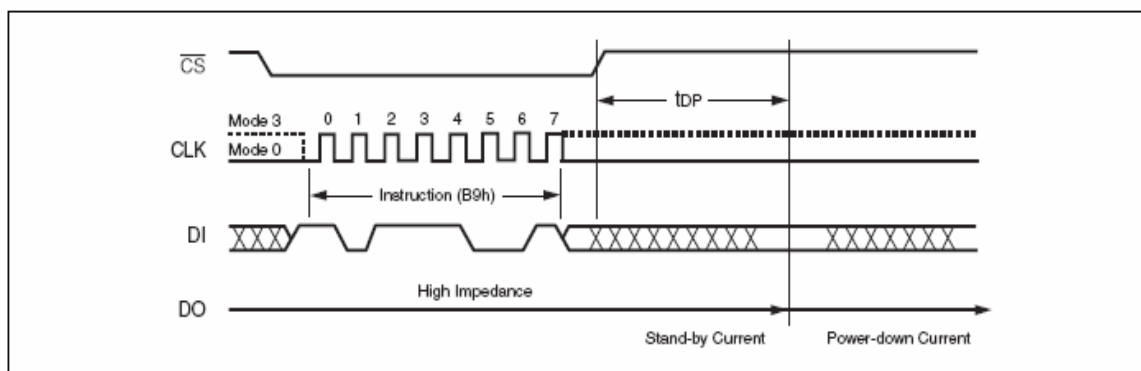 CS
tDP
Mode 3
0 1 2 3 4 5 6 7
CLK
Mode 0
Instruction (B9h)
DI
High Impedance
DO
Stand-by Current
Power-down Current